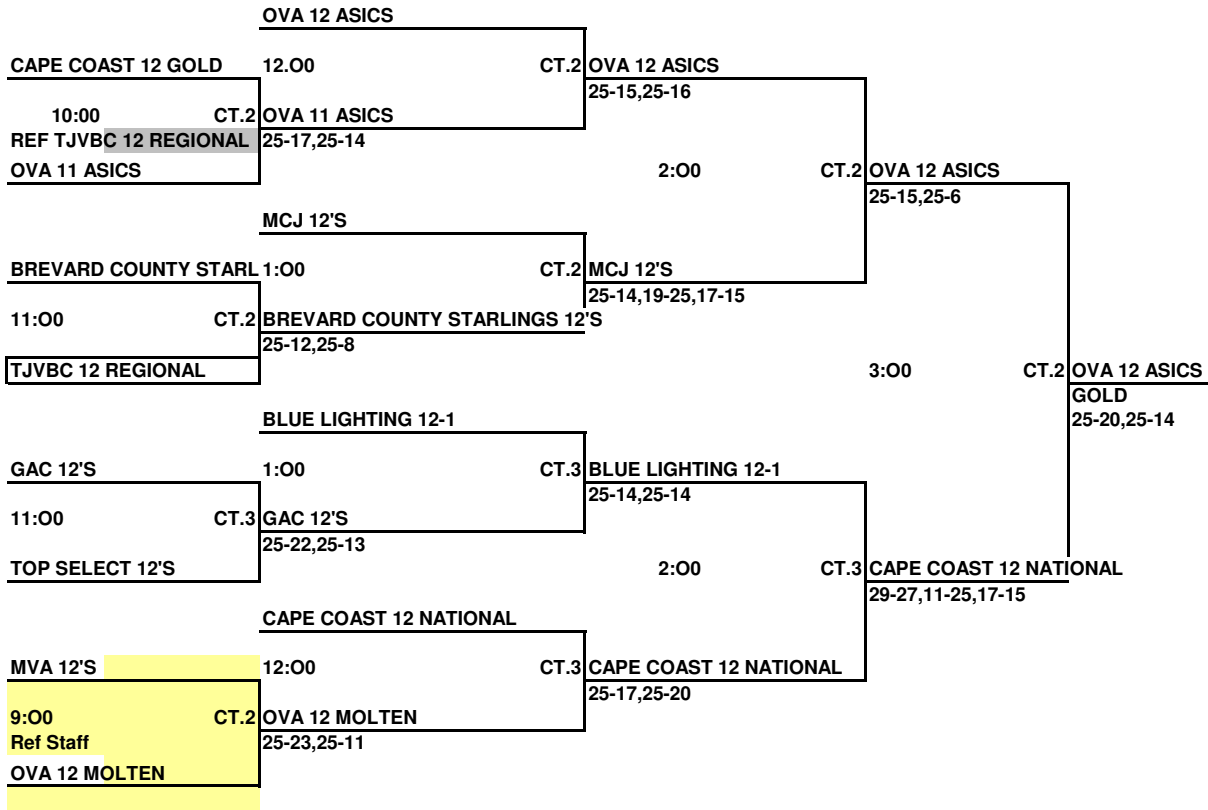 OVA 12 ASICS
CAPE COAST 12 GOLD 12.O0 CT.2 OVA 12 ASICS
25-15,25-16
10:00 CT.2 OVA 11 ASICS
REF TJVBC 12 REGIONAL 25-17,25-14
OVA 11 ASICS 2:O0 CT.2 OVA 12 ASICS
25-15,25-6
MCJ 12'S
BREVARD COUNTY STARL 1:O0 CT.2 MCJ 12'S
25-14,19-25,17-15
11:O0 CT.2 BREVARD COUNTY STARLINGS 12'S
25-12,25-8
TJVBC 12 REGIONAL 3:O0 CT.2 OVA 12 ASICS
GOLD
BLUE LIGHTING 12-1 25-20,25-14
GAC 12'S 1:O0 CT.3 BLUE LIGHTING 12-1
25-14,25-14
11:O0 CT.3 GAC 12'S
25-22,25-13
TOP SELECT 12'S 2:O0 CT.3 CAPE COAST 12 NATIONAL
29-27,11-25,17-15
CAPE COAST 12 NATIONAL
MVA 12'S 12:O0 CT.3 CAPE COAST 12 NATIONAL
25-17,25-20
9:O0 CT.2 OVA 12 MOLTEN
Ref Staff 25-23,25-11
OVA 12 MOLTEN